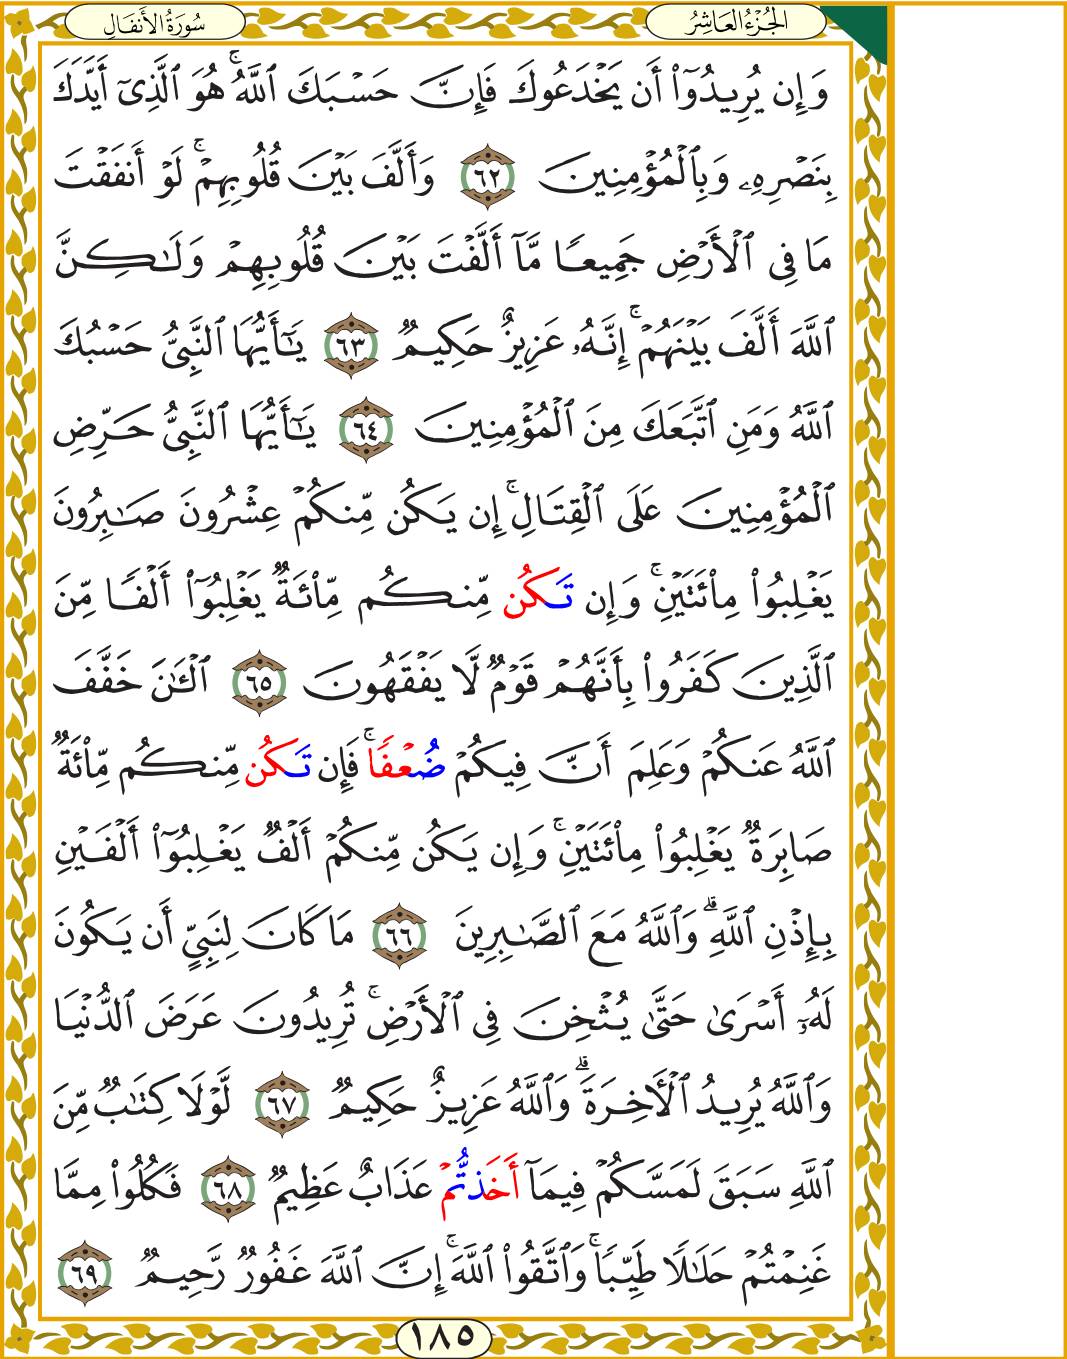 الجُزْءُ العَاشِرُ
سُورَةُ الأَنفَالِ
وَإِن يُرِيدُوٓاْ أَن يَخۡدَعُوكَ فَإِنَّ حَسۡبَكَ ٱللَّهُۚ هُوَ ٱلَّذِيٓ أَيَّدَكَ
بِنَصۡرِهِۦ وَبِٱلۡمُؤۡمِنِينَ ٦٢ وَأَلَّفَ بَيۡنَ قُلُوبِهِمۡۚ لَوۡ أَنفَقۡتَ
مَا فِي ٱلۡأَرۡضِ جَمِيعٗا مَّآ أَلَّفۡتَ بَيۡنَ قُلُوبِهِمۡ وَلَٰكِنَّ
ٱللَّهَ أَلَّفَ بَيۡنَهُمۡۚ إِنَّهُۥ عَزِيزٌ حَكِيمٞ ٦٣ يَٰٓأَيُّهَا ٱلنَّبِيُّ حَسۡبُكَ
ٱللَّهُ وَمَنِ ٱتَّبَعَكَ مِنَ ٱلۡمُؤۡمِنِينَ ٦٤ يَٰٓأَيُّهَا ٱلنَّبِيُّ حَرِّضِ
ٱلۡمُؤۡمِنِينَ عَلَى ٱلۡقِتَالِۚ إِن يَكُن مِّنكُمۡ عِشۡرُونَ صَٰبِرُونَ
يَغۡلِبُواْ مِاْئَتَيۡنِۚ وَإِن تَكُن مِّنكُم مِّاْئَةٞ يَغۡلِبُوٓاْ أَلۡفٗا مِّنَ
ٱلَّذِينَ كَفَرُواْ بِأَنَّهُمۡ قَوۡمٞ لَّا يَفۡقَهُونَ ٦٥ ٱلۡـَٰٔنَ خَفَّفَ
ٱللَّهُ عَنكُمۡ وَعَلِمَ أَنَّ فِيكُمۡ ضُعۡفٗاۚ فَإِن تَكُن مِّنكُم مِّاْئَةٞ
صَابِرَةٞ يَغۡلِبُواْ مِاْئَتَيۡنِۚ وَإِن يَكُن مِّنكُمۡ أَلۡفٞ يَغۡلِبُوٓاْ أَلۡفَيۡنِ
بِإِذۡنِ ٱللَّهِۗ وَٱللَّهُ مَعَ ٱلصَّٰبِرِينَ ٦٦ مَا كَانَ لِنَبِيٍّ أَن يَكُونَ
لَهُۥٓ أَسۡرَىٰ حَتَّىٰ يُثۡخِنَ فِي ٱلۡأَرۡضِۚ تُرِيدُونَ عَرَضَ ٱلدُّنۡيَا
وَٱللَّهُ يُرِيدُ ٱلۡأٓخِرَةَۗ وَٱللَّهُ عَزِيزٌ حَكِيمٞ ٦٧ لَّوۡلَا كِتَٰبٞ مِّنَ
ٱللَّهِ سَبَقَ لَمَسَّكُمۡ فِيمَآ أَخَذتُّمۡ عَذَابٌ عَظِيمٞ ٦٨ فَكُلُواْ مِمَّا
غَنِمۡتُمۡ حَلَٰلٗا طَيِّبٗاۚ وَٱتَّقُواْ ٱللَّهَۚ إِنَّ ٱللَّهَ غَفُورٞ رَّحِيمٞ ٦٩
١٨٥